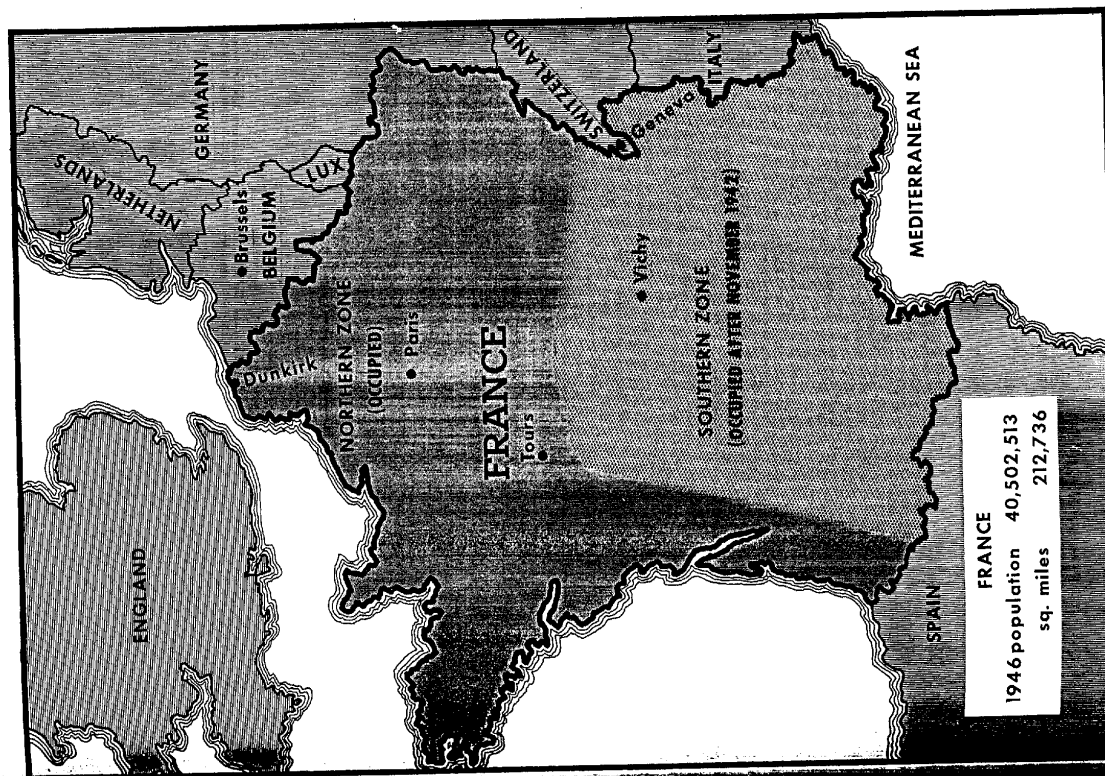 ENGLAND
NETHERLANDS
GERMANY
Brussels
BELGIUM
LUX
Dunkirk
NORTHERN ZONE
(OCCUPIED)
Paris
FRANCE
Tours
SWITZERLAND
Geneva
ITALY
Vichy
SOUTHERN ZONE
(OCCUPIED AFTER NOVEMBER 1942)
MEDITERRANEAN SEA
SPAIN
FRANCE
1946 population 40,502,513
sq. miles 212,736